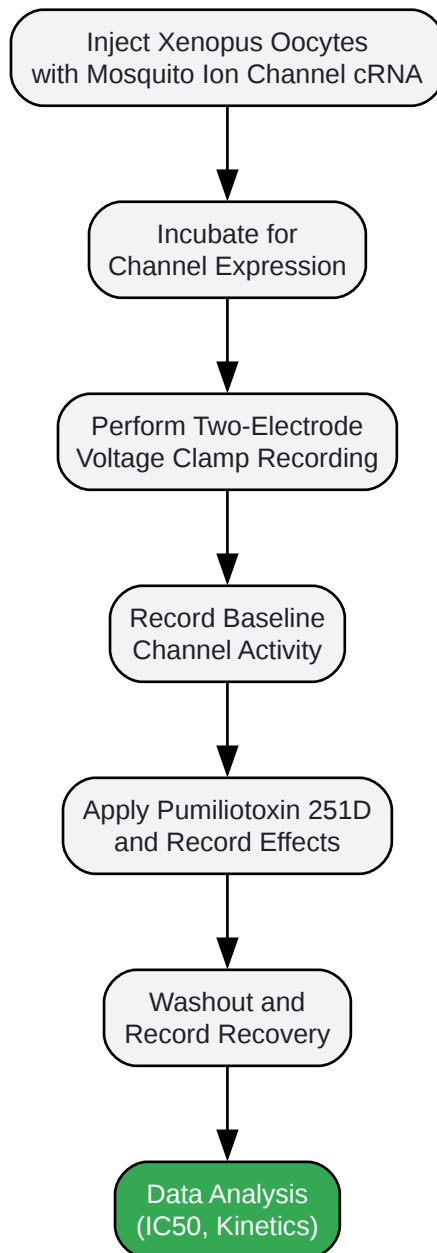 Inject Xenopus Oocytes
with Mosquito Ion Channel cRNA
Incubate for
Channel Expression
Perform Two-Electrode
Voltage Clamp Recording
Record Baseline
Channel Activity
Apply Pumiliotoxin 251D
and Record Effects
Washout and
Record Recovery
Data Analysis
(IC50, Kinetics)